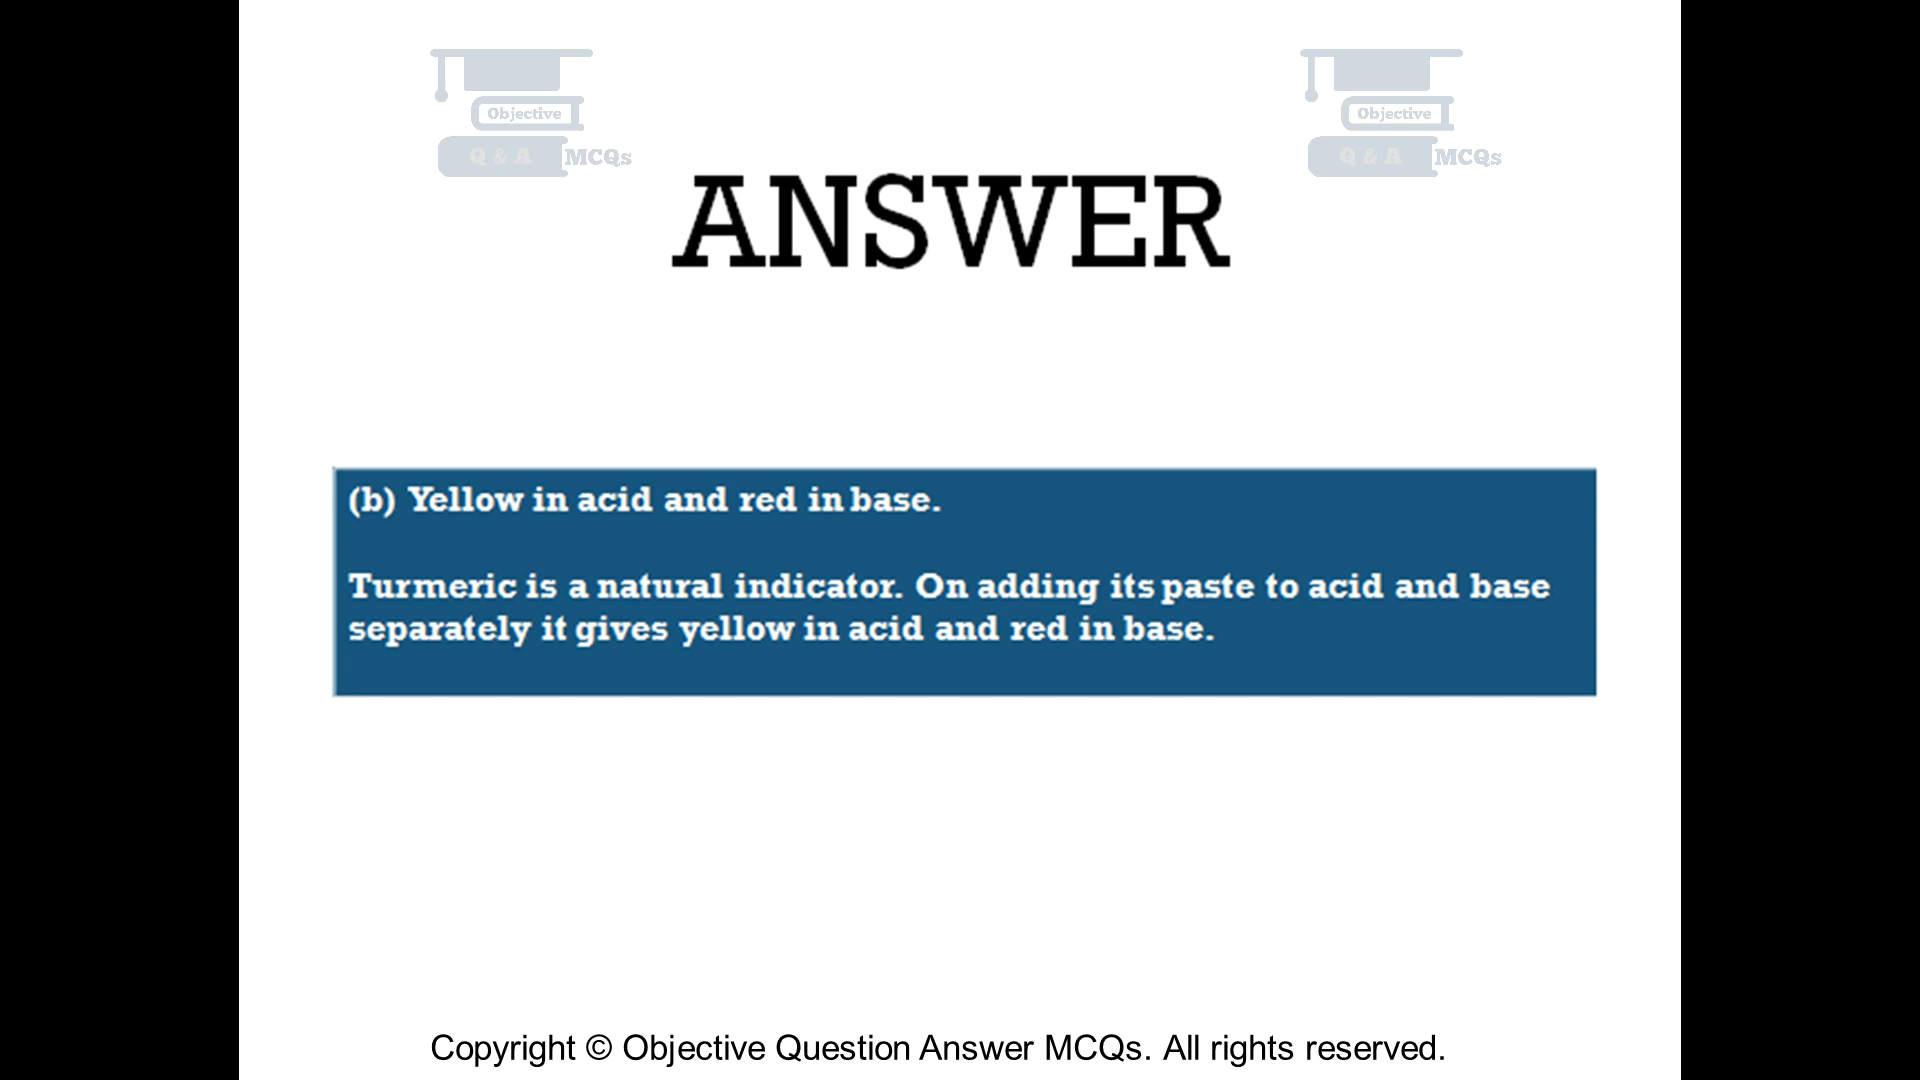 Objective
Q & A MCQs
Objective
Q & A MCQs
ANSWER
(b) Yellow in acid and red in base.
Turmeric is a natural indicator. On adding its paste to acid and base
separately it gives yellow in acid and red in base.
Copyright © Objective Question Answer MCQs. All rights reserved.